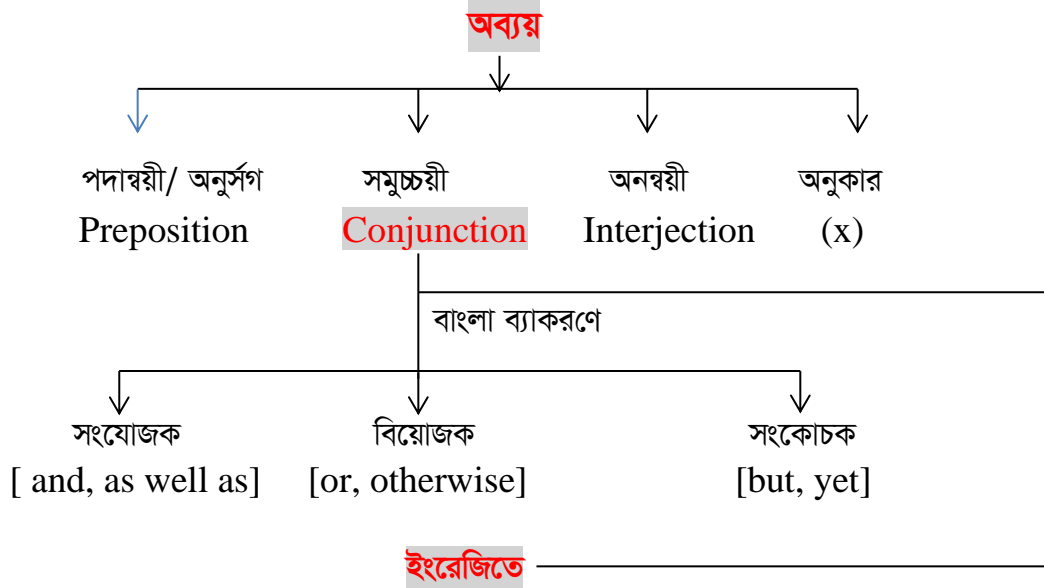 অব্যয়
পদান্বয়ী/ অনুর্সগ সমুচ্চয়ী অনন্বয়ী অনুকার
Preposition Conjunction Interjection (x)
বাংলা ব্যাকরণে
সংযোজক বিয়োজক সংকোচক
[ and, as well as] [or, otherwise] [but, yet]
ইংরেজিতে